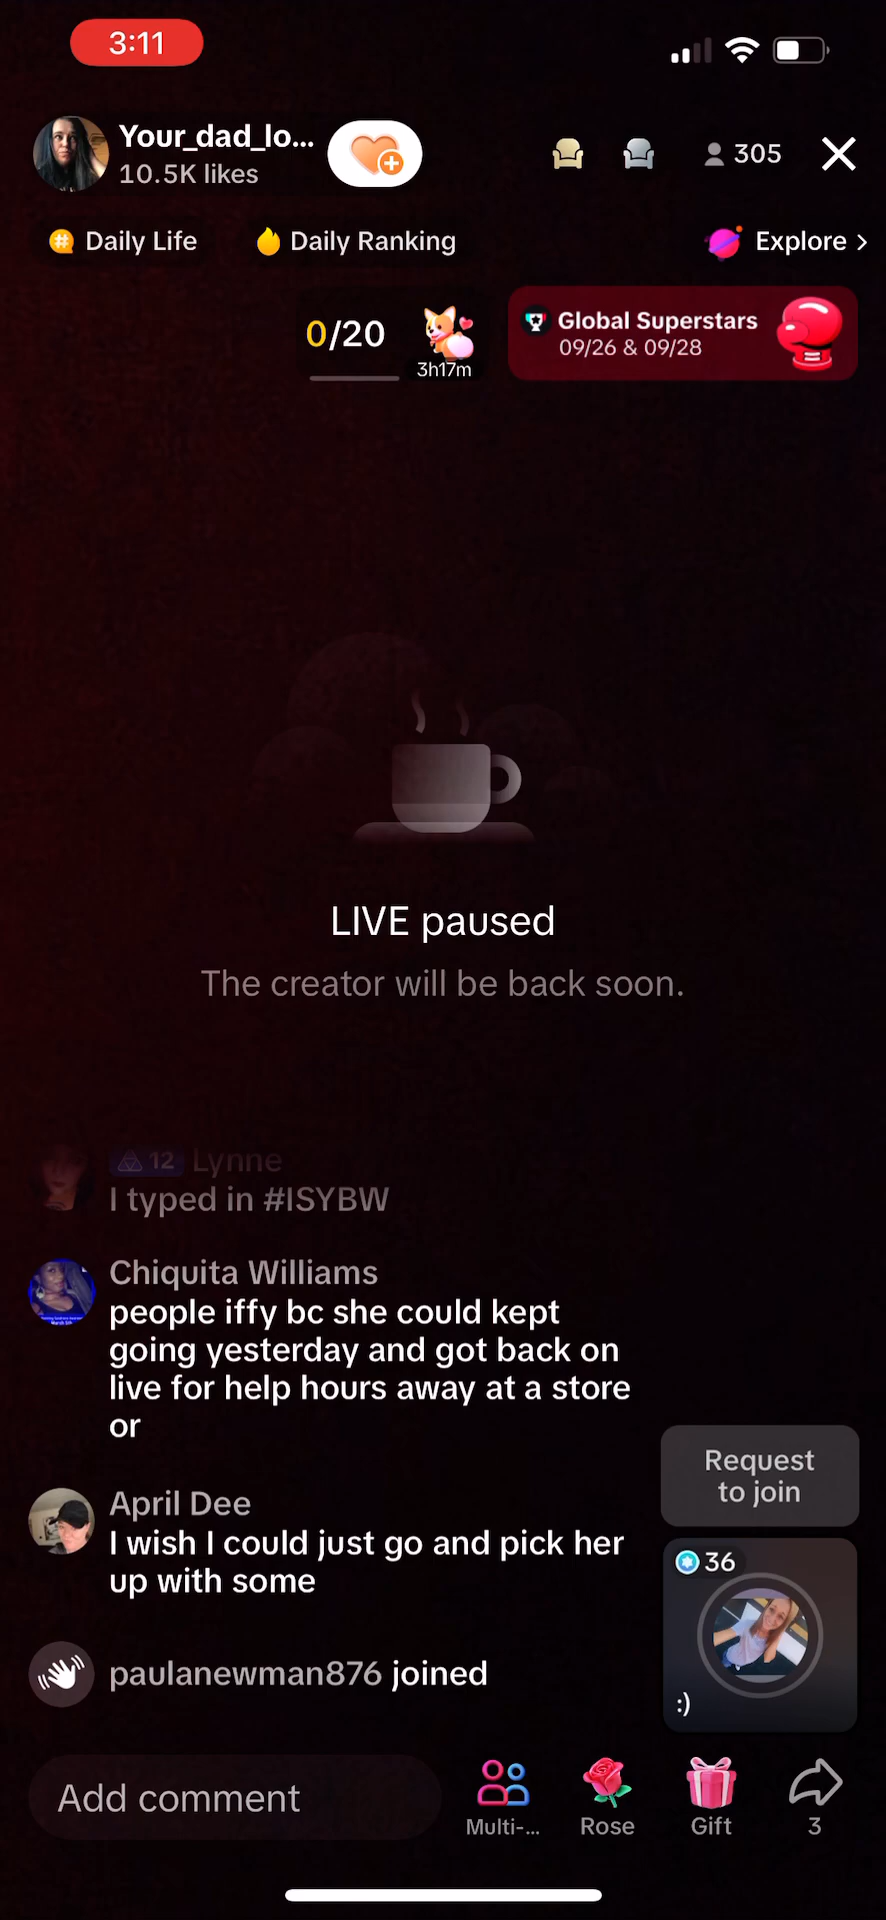 3:11
Your_dad_lo...
10.5K likes
305
Daily Life
Daily Ranking
Explore >
0/20
3h17m
Global Superstars
09/26 & 09/28
LIVE paused
The creator will be back soon.
12 Lynne
I typed in #ISYBW
Chiquita Williams
people iffy bc she could kept
going yesterday and got back on
live for help hours away at a store
or
April Dee
I wish I could just go and pick her
up with some
paulanewman876 joined
Request
to join
36
:)
Add comment
Multi-...
Rose
Gift
3